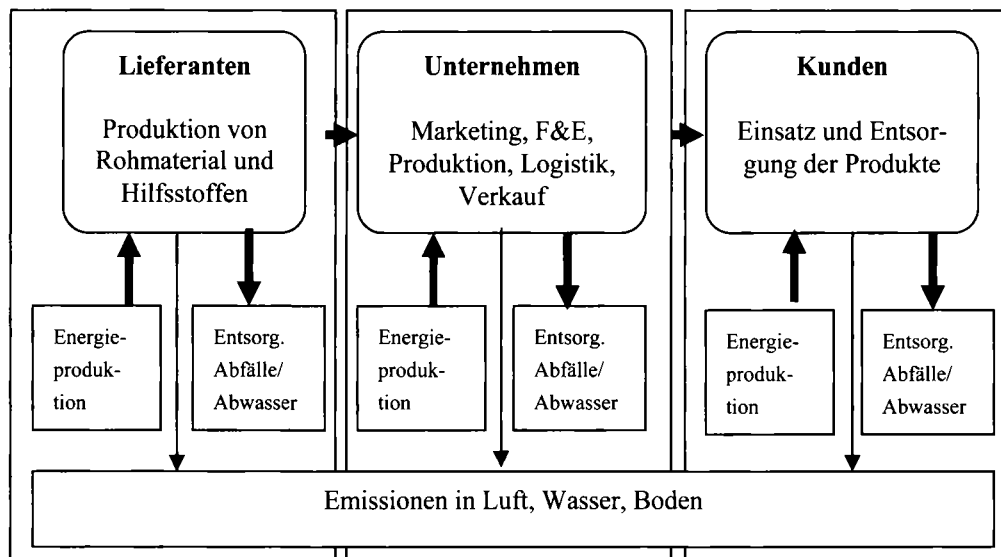 Lieferanten
Produktion von
Rohmaterial und
Hilfsstoffen
Unternehmen
Marketing, F&E,
Produktion, Logistik,
Verkauf
Kunden
Einsatz und Entsor-
gung der Produkte
Energie-
produk-
tion
Entsorg.
Abfälle/
Abwasser
Energie-
produk-
tion
Entsorg.
Abfälle/
Abwasser
Energie-
produk-
tion
Entsorg.
Abfälle/
Abwasser
Emissionen in Luft, Wasser, Boden